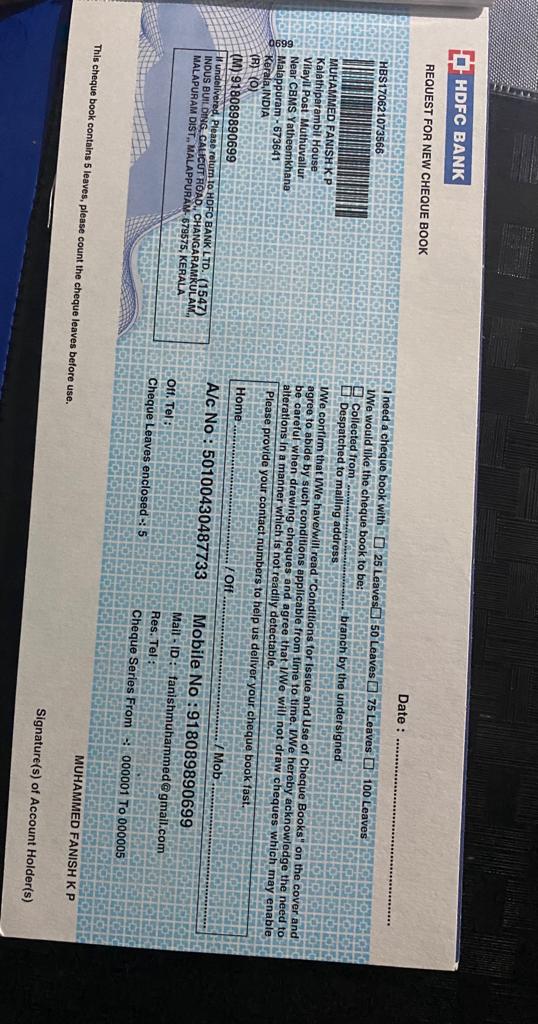 HDFC BANK
REQUEST FOR NEW CHEQUE BOOK
Date :
HBS170621073566
MUHAMMED FANISH K P
Kalathiparambil House
Vilayil Post Muthuvallur
Near CBMS Yatheemkhana
Malappuram - 673641
Kerala,INDIA
(R) (O)
(M) 918089890699
0699
If undelivered, Please return to HDFC BANK LTD. (1547)
INDUS BUILDING, CALICUT ROAD, CHANGARAMKULAM,
MALAPURAM DIST., MALAPPURAM- 679575, KERALA
I need a cheque book with : 25 Leaves 50 Leaves 75 Leaves 100 Leaves
I/We would like the cheque book to be:
Collected from branch by the undersigned
Despatched to mailing address
I/We confirm that I/We have/will read "Conditions for Issue and Use of Cheque Books" on the cover and
agree to abide by such conditions applicable from time to time. I/We hereby acknowledge the need to
be careful when drawing cheques and agree that I/We will not draw cheques which may enable
alterations in a manner which is not readily detectable.
Please provide your contact numbers to help us deliver your cheque book fast.
Home / Off / Mob
A/c No : 50100430487733 Mobile No :918089890699
Off. Tel : Mail - ID : fanishmuhammed@gmail.com
Res. Tel :
Cheque Leaves enclosed -: 5 Cheque Series From -: 000001 To 000005
MUHAMMED FANISH K P
This cheque book contains 5 leaves, please count the cheque leaves before use.
Signature(s) of Account Holder(s)